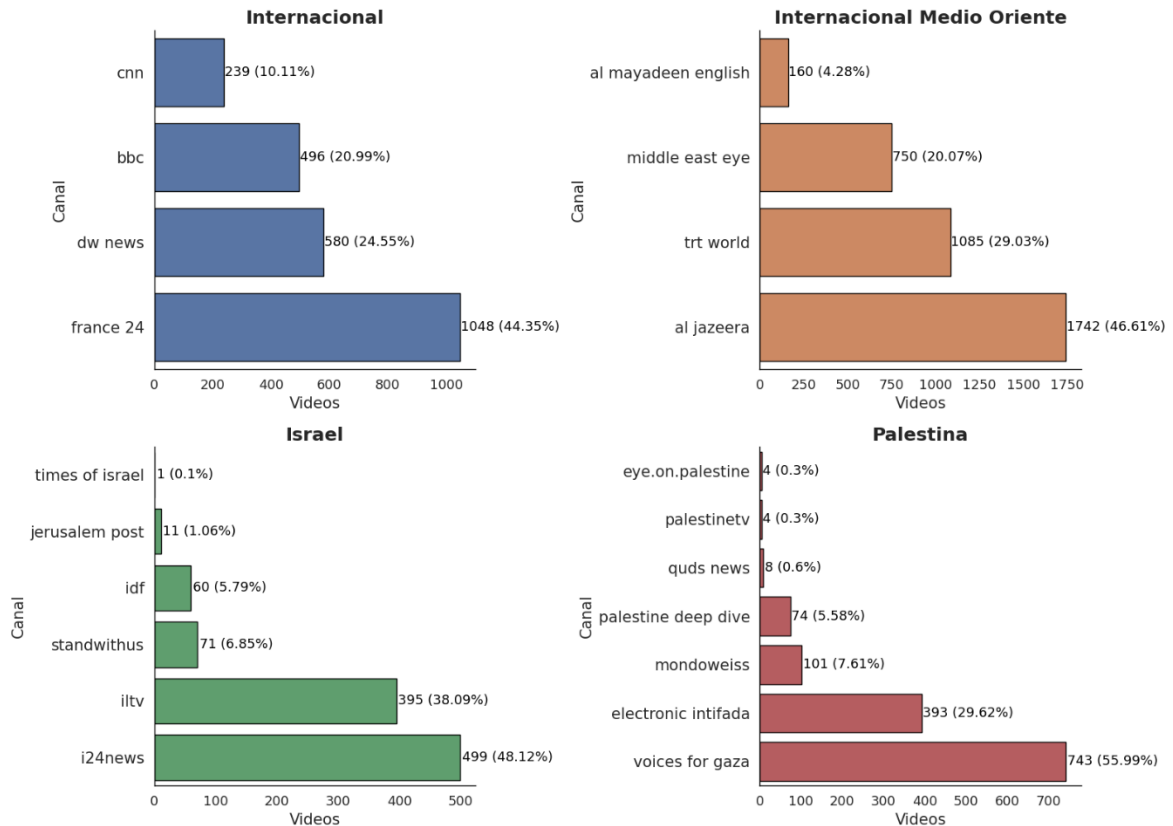 Internacional
cnn
239 (10.11%)
bbc
496 (20.99%)
dw news
580 (24.55%)
france 24
1048 (44.35%)
Canal
0 200 400 600 800 1000
Videos
Internacional Medio Oriente
al mayadeen english
160 (4.28%)
middle east eye
750 (20.07%)
trt world
1085 (29.03%)
al jazeera
1742 (46.61%)
Canal
0 250 500 750 1000 1250 1500 1750
Videos
Israel
times of israel
1 (0.1%)
jerusalem post
11 (1.06%)
idf
60 (5.79%)
standwithus
71 (6.85%)
iltv
395 (38.09%)
i24news
499 (48.12%)
Canal
0 100 200 300 400 500
Videos
Palestina
eye.on.palestine
4 (0.3%)
palestinetv
4 (0.3%)
quds news
8 (0.6%)
palestine deep dive
74 (5.58%)
mondoweiss
101 (7.61%)
electronic intifada
393 (29.62%)
voices for gaza
743 (55.99%)
Canal
0 100 200 300 400 500 600 700
Videos